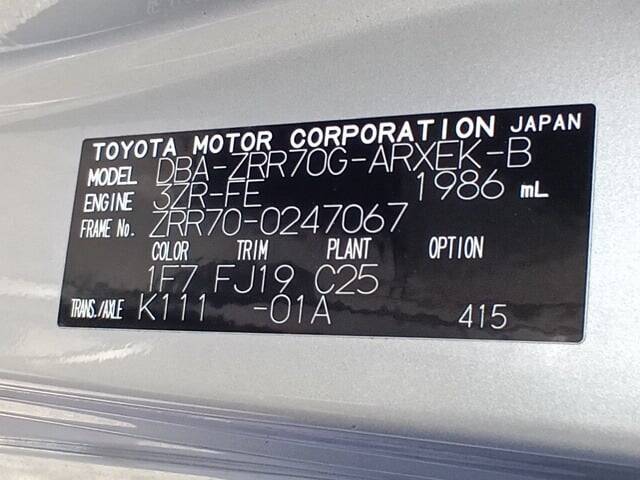 TOYOTA MOTOR CORPORATION JAPAN
MODEL DBA-ZRR70G-ARXEK-B
ENGINE 3ZR-FE 1986 mL
FRAME No. ZRR70-0247067
COLOR TRIM PLANT OPTION
1F7 FJ19 C25
TRANS./AXLE K111 -01A 415